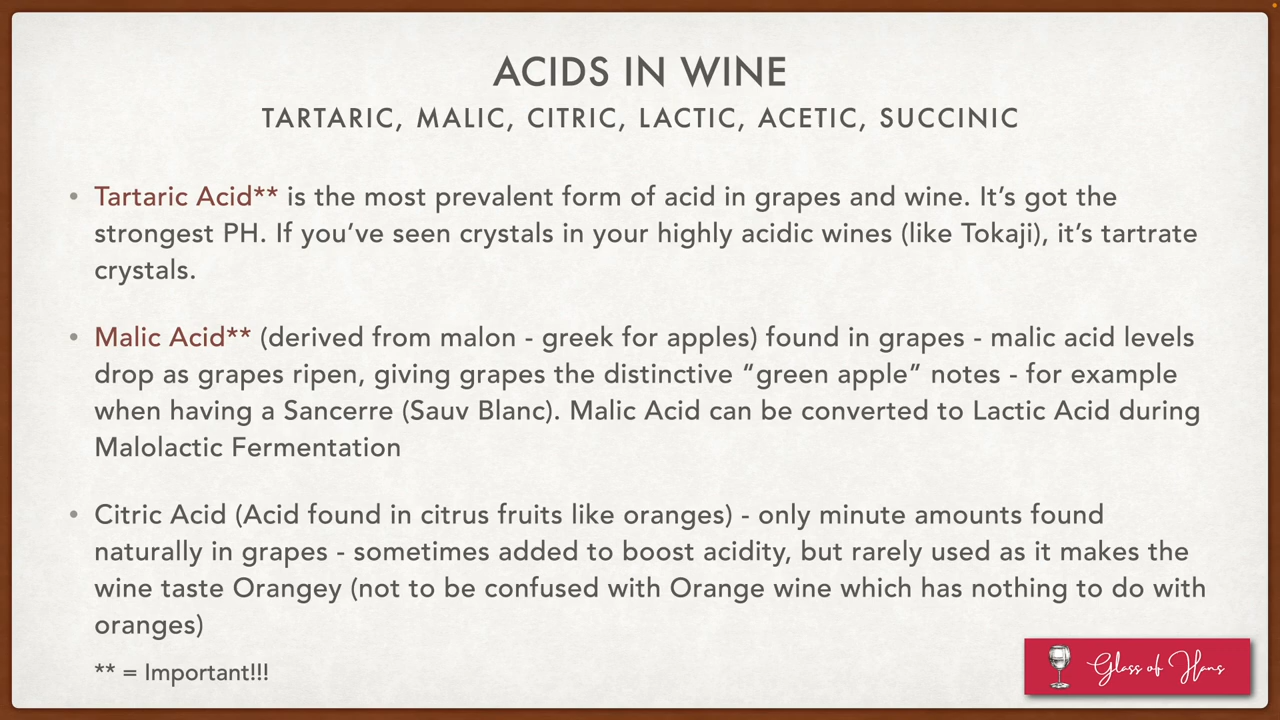 ACIDS IN WINE
TARTARIC, MALIC, CITRIC, LACTIC, ACETIC, SUCCINIC
• Tartaric Acid** is the most prevalent form of acid in grapes and wine. It’s got the
strongest PH. If you’ve seen crystals in your highly acidic wines (like Tokaji), it’s tartrate
crystals.
• Malic Acid** (derived from malon - greek for apples) found in grapes - malic acid levels
drop as grapes ripen, giving grapes the distinctive “green apple” notes - for example
when having a Sancerre (Sauv Blanc). Malic Acid can be converted to Lactic Acid during
Malolactic Fermentation
• Citric Acid (Acid found in citrus fruits like oranges) - only minute amounts found
naturally in grapes - sometimes added to boost acidity, but rarely used as it makes the
wine taste Orangey (not to be confused with Orange wine which has nothing to do with
oranges)
** = Important!!!
Glass of Hans